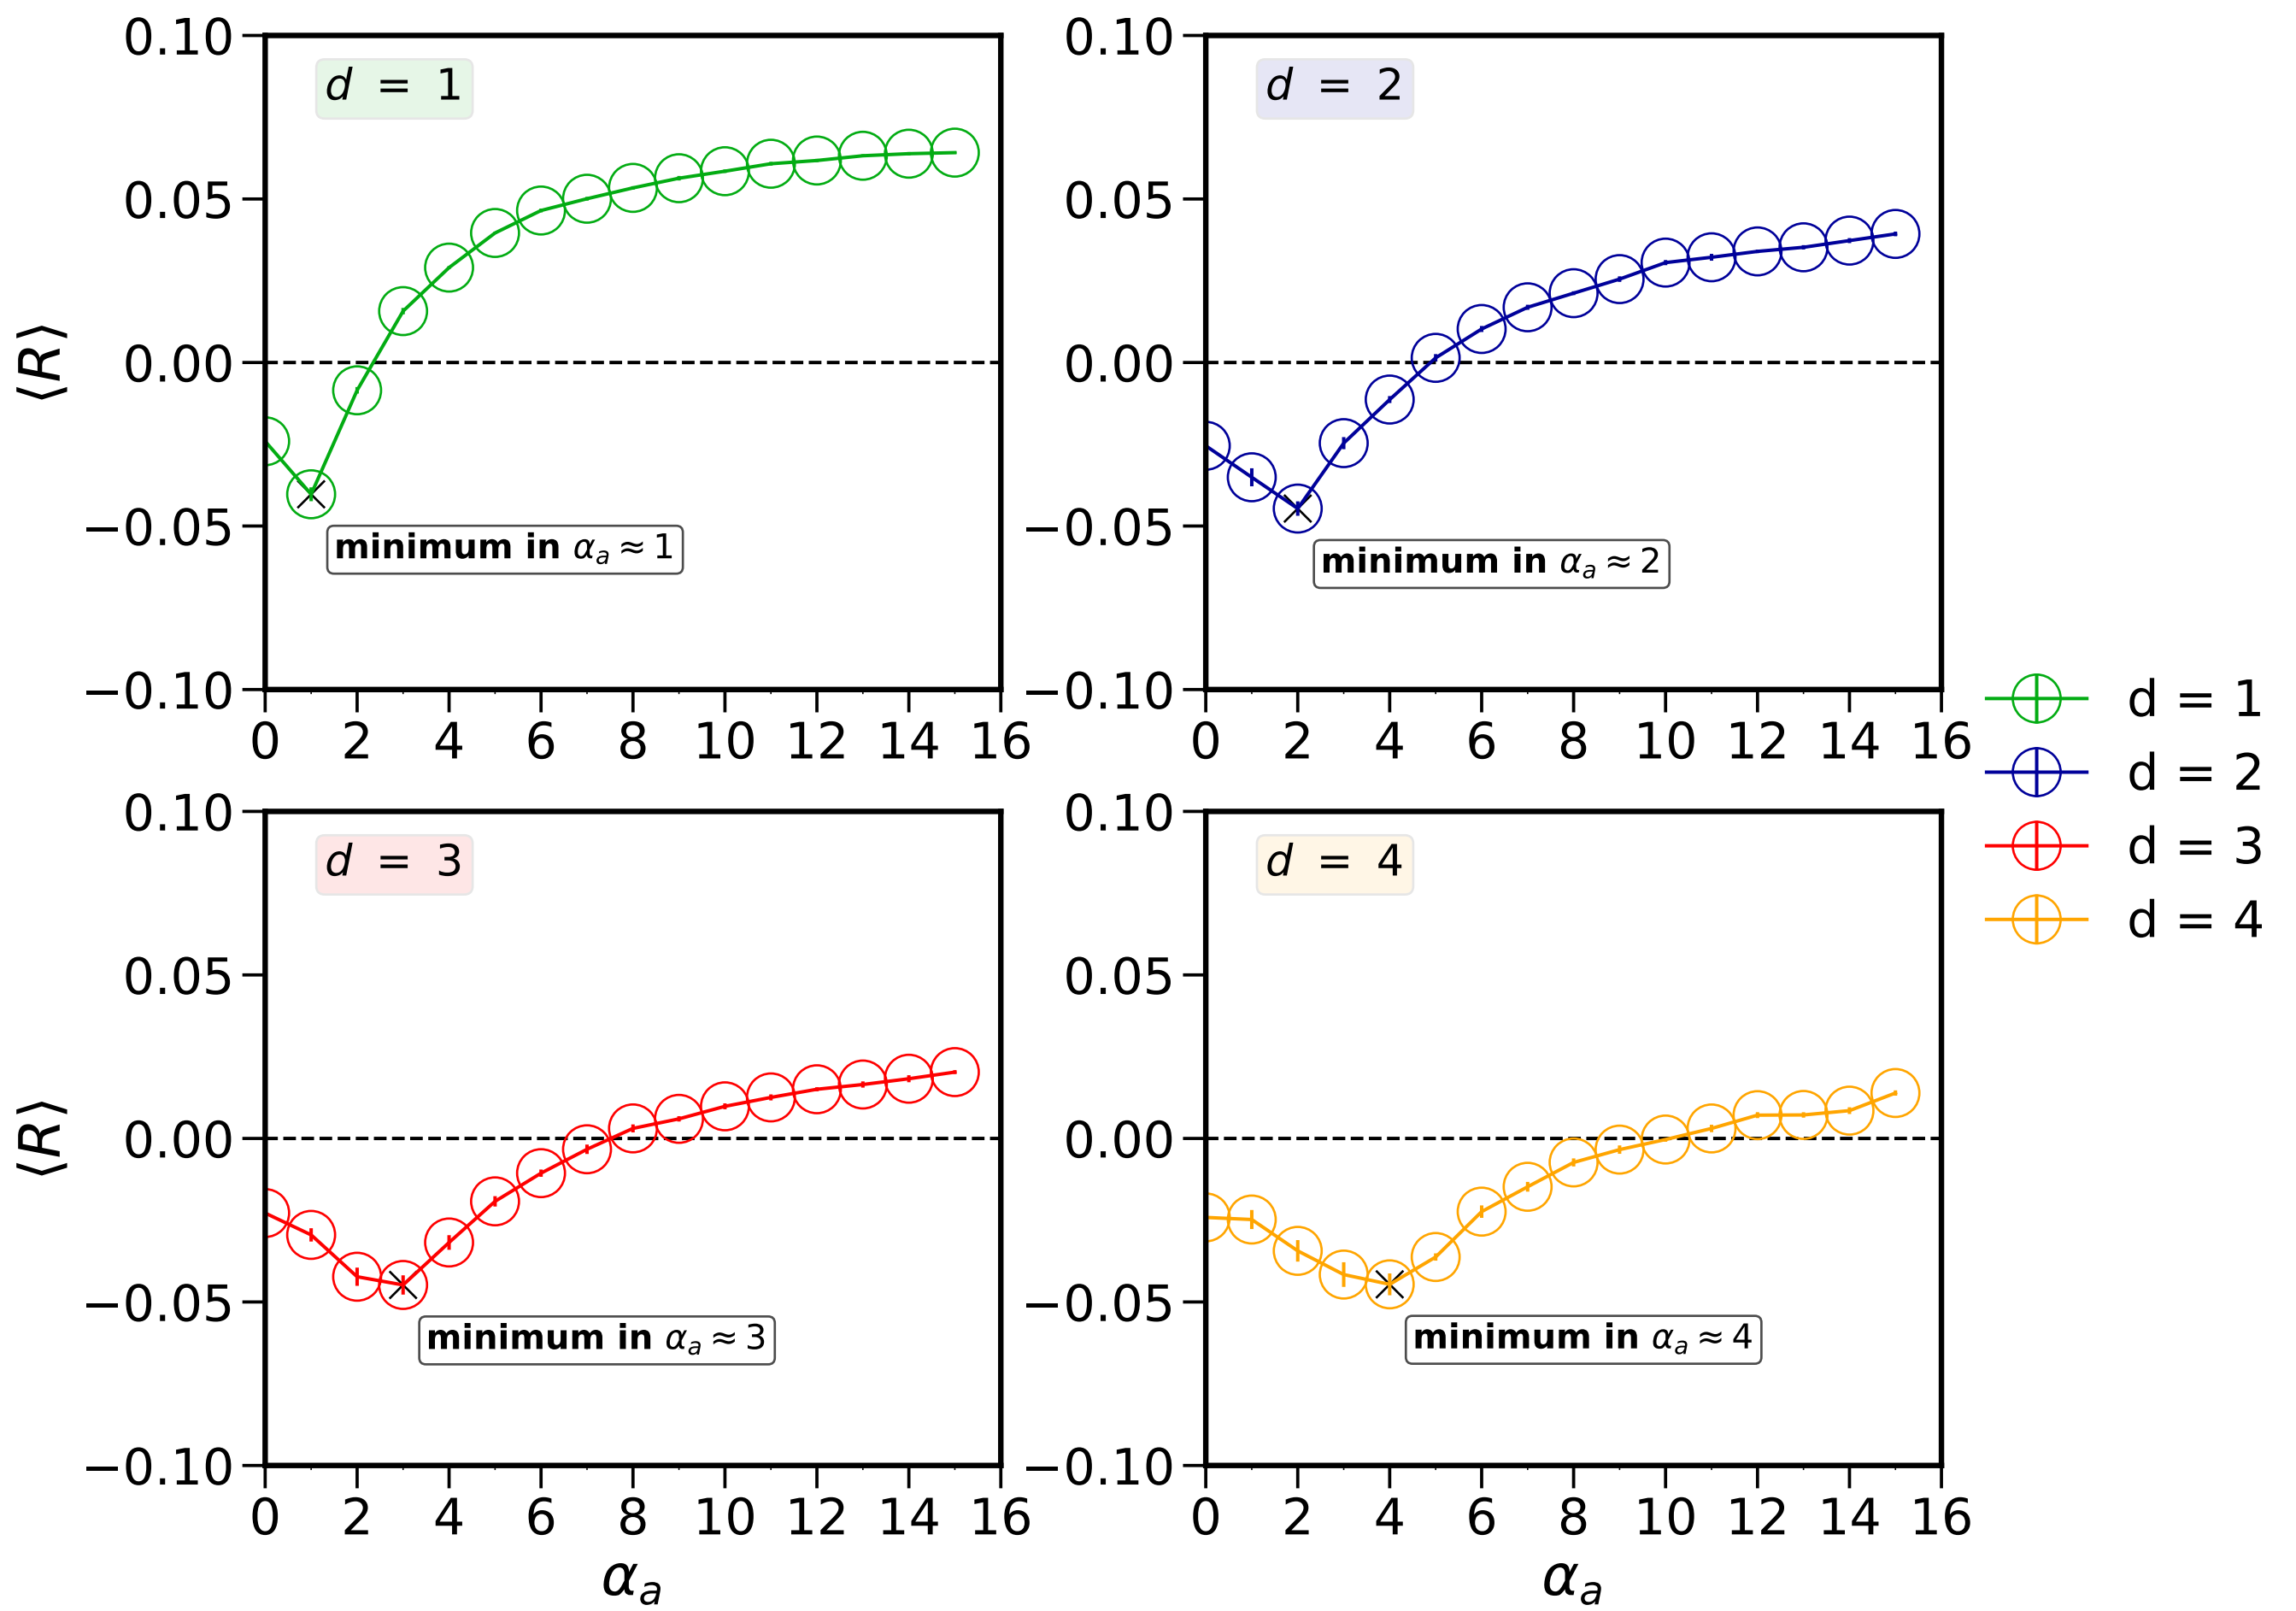 0.10
0.05
0.00
−0.05
−0.10
⟨R⟩
d = 1
minimum in αₐ ≈ 1
0 2 4 6 8 10 12 14 16
0.10
0.05
0.00
−0.05
−0.10
d = 2
minimum in αₐ ≈ 2
0 2 4 6 8 10 12 14 16
0.10
0.05
0.00
−0.05
−0.10
⟨R⟩
d = 3
minimum in αₐ ≈ 3
0 2 4 6 8 10 12 14 16
αₐ
0.10
0.05
0.00
−0.05
−0.10
d = 4
minimum in αₐ ≈ 4
0 2 4 6 8 10 12 14 16
αₐ
d = 1
d = 2
d = 3
d = 4